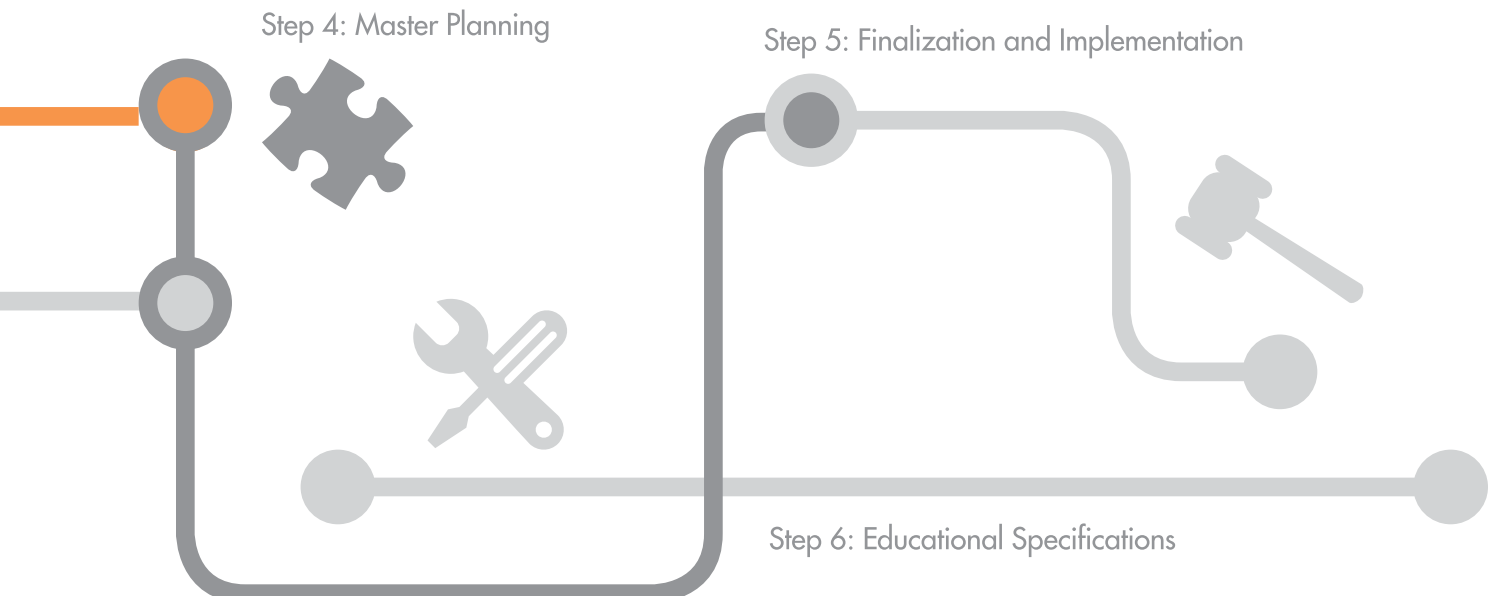 Step 4: Master Planning
Step 5: Finalization and Implementation
Step 6: Educational Specifications